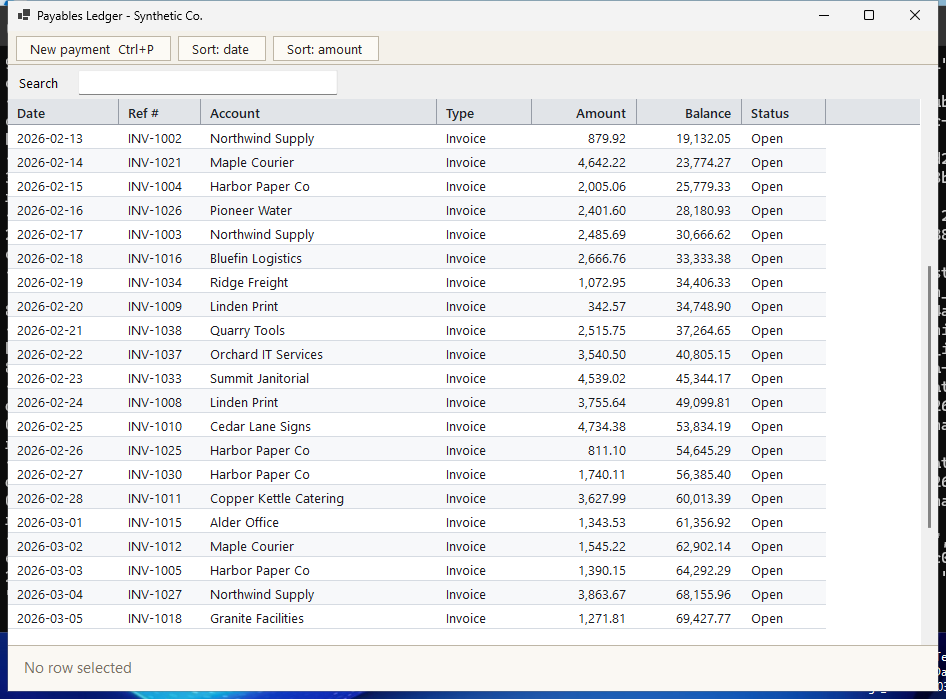 Payables Ledger - Synthetic Co.
New payment Ctrl+P Sort: date Sort: amount
Search
Date Ref # Account Type Amount Balance Status
2026-02-13 INV-1002 Northwind Supply Invoice 879.92 19,132.05 Open
2026-02-14 INV-1021 Maple Courier Invoice 4,642.22 23,774.27 Open
2026-02-15 INV-1004 Harbor Paper Co Invoice 2,005.06 25,779.33 Open
2026-02-16 INV-1026 Pioneer Water Invoice 2,401.60 28,180.93 Open
2026-02-17 INV-1003 Northwind Supply Invoice 2,485.69 30,666.62 Open
2026-02-18 INV-1016 Bluefin Logistics Invoice 2,666.76 33,333.38 Open
2026-02-19 INV-1034 Ridge Freight Invoice 1,072.95 34,406.33 Open
2026-02-20 INV-1009 Linden Print Invoice 342.57 34,748.90 Open
2026-02-21 INV-1038 Quarry Tools Invoice 2,515.75 37,264.65 Open
2026-02-22 INV-1037 Orchard IT Services Invoice 3,540.50 40,805.15 Open
2026-02-23 INV-1033 Summit Janitorial Invoice 4,539.02 45,344.17 Open
2026-02-24 INV-1008 Linden Print Invoice 3,755.64 49,099.81 Open
2026-02-25 INV-1010 Cedar Lane Signs Invoice 4,734.38 53,834.19 Open
2026-02-26 INV-1025 Harbor Paper Co Invoice 811.10 54,645.29 Open
2026-02-27 INV-1030 Harbor Paper Co Invoice 1,740.11 56,385.40 Open
2026-02-28 INV-1011 Copper Kettle Catering Invoice 3,627.99 60,013.39 Open
2026-03-01 INV-1015 Alder Office Invoice 1,343.53 61,356.92 Open
2026-03-02 INV-1012 Maple Courier Invoice 1,545.22 62,902.14 Open
2026-03-03 INV-1005 Harbor Paper Co Invoice 1,390.15 64,292.29 Open
2026-03-04 INV-1027 Northwind Supply Invoice 3,863.67 68,155.96 Open
2026-03-05 INV-1018 Granite Facilities Invoice 1,271.81 69,427.77 Open
No row selected